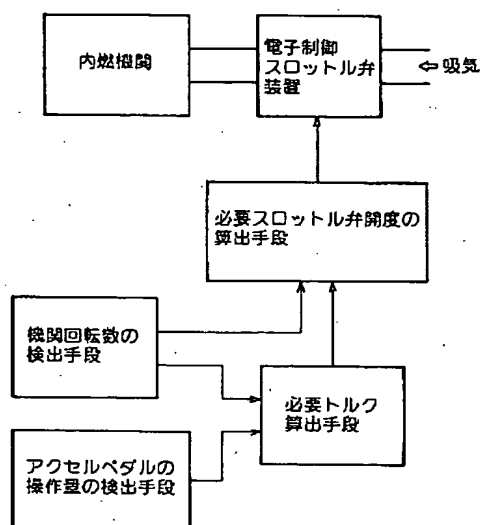 内燃機関
電子制御
スロットル弁
装置
⇦ 吸気
必要スロットル弁開度の
算出手段
機関回転数の
検出手段
必要トルク
算出手段
アクセルペダルの
操作量の検出手段